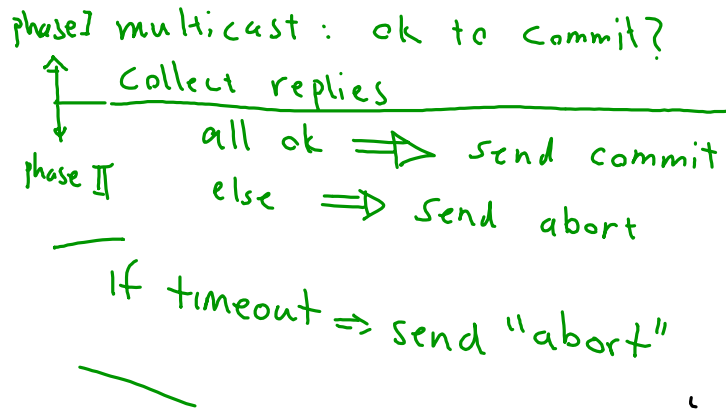 phase I multicast: ok to commit?
collect replies
all ok ⇒ send commit
phase II
else ⇒ send abort
If timeout ⇒ send "abort"